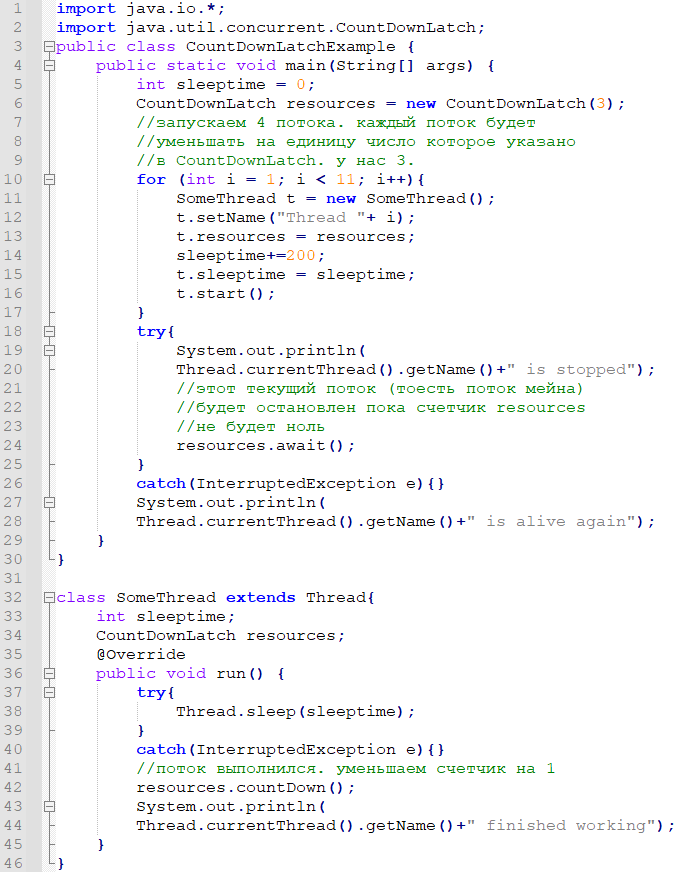 1 import java.io.*;
2 import java.util.concurrent.CountDownLatch;
3 public class CountDownLatchExample {
4     public static void main(String[] args) {
5         int sleeptime = 0;
6         CountDownLatch resources = new CountDownLatch(3);
7         //запускаем 4 потока. каждый поток будет
8         //уменьшать на единицу число которое указано
9         //в CountDownLatch. у нас 3.
10         for (int i = 1; i < 11; i++){
11             SomeThread t = new SomeThread();
12             t.setName("Thread "+ i);
13             t.resources = resources;
14             sleeptime+=200;
15             t.sleeptime = sleeptime;
16             t.start();
17         }
18         try{
19             System.out.println(
20             Thread.currentThread().getName()+" is stopped");
21             //этот текущий поток (тоесть поток мейна)
22             //будет остановлен пока счетчик resources
23             //не будет ноль
24             resources.await();
25         }
26         catch(InterruptedException e){}
27         System.out.println(
28         Thread.currentThread().getName()+" is alive again");
29     }
30 }
31
32 class SomeThread extends Thread{
33     int sleeptime;
34     CountDownLatch resources;
35     @Override
36     public void run() {
37         try{
38             Thread.sleep(sleeptime);
39         }
40         catch(InterruptedException e){}
41         //поток выполнился. уменьшаем счетчик на 1
42         resources.countDown();
43         System.out.println(
44         Thread.currentThread().getName()+" finished working");
45     }
46 }